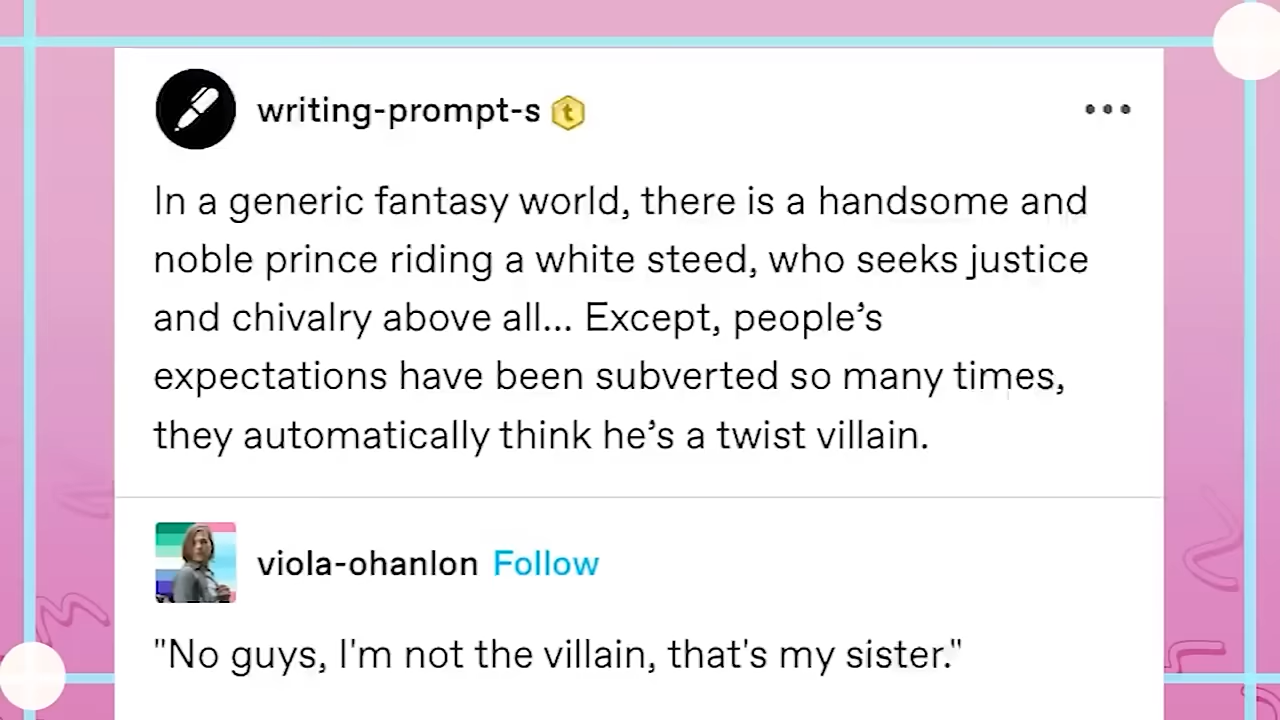 writing-prompt-s
In a generic fantasy world, there is a handsome and
noble prince riding a white steed, who seeks justice
and chivalry above all... Except, people’s
expectations have been subverted so many times,
they automatically think he’s a twist villain.
viola-ohanlon Follow
"No guys, I'm not the villain, that's my sister."